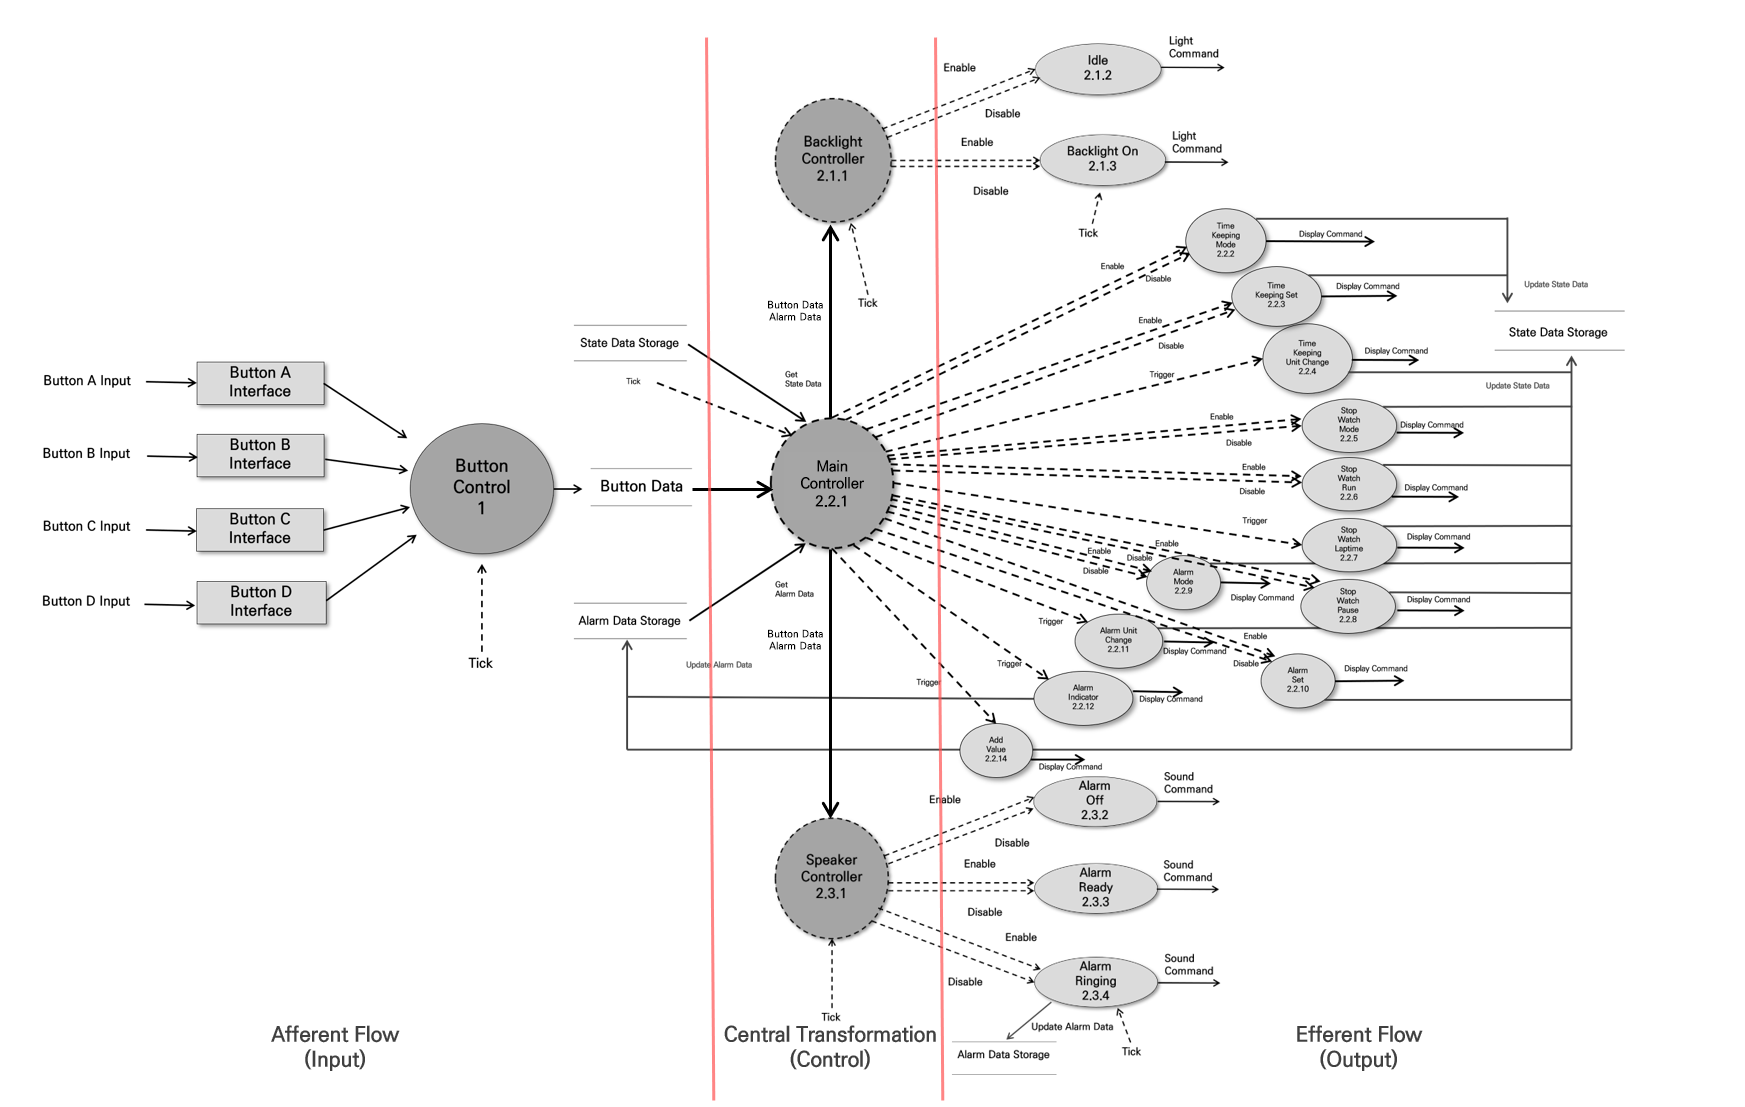 Button A Input
Button A
Interface
Button B Input
Button B
Interface
Button C Input
Button C
Interface
Button D Input
Button D
Interface
Button
Control
1
Tick
State Data Storage
Tick
Button Data
Alarm Data Storage
Update Alarm Data
Afferent Flow
(Input)
Backlight
Controller
2.1.1
Tick
Button Data
Alarm Data
Get
State Data
Main
Controller
2.2.1
Get
Alarm Data
Button Data
Alarm Data
Speaker
Controller
2.3.1
Tick
Central Transformation
(Control)
Enable
Disable
Idle
2.1.2
Light
Command
Enable
Disable
Backlight On
2.1.3
Light
Command
Tick
Enable
Disable
Time
Keeping
Mode
2.2.2
Display Command
Enable
Disable
Time
Keeping Set
2.2.3
Display Command
Update State Data
State Data Storage
Trigger
Time
Keeping
Unit Change
2.2.4
Display Command
Update State Data
Enable
Disable
Stop
Watch
Mode
2.2.5
Display Command
Enable
Disable
Stop
Watch
Run
2.2.6
Display Command
Trigger
Stop
Watch
Laptime
2.2.7
Display Command
Enable
Disable
Enable
Disable
Alarm
Mode
2.2.9
Display Command
Stop
Watch
Pause
2.2.8
Display Command
Trigger
Alarm Unit
Change
2.2.11
Display Command
Enable
Disable
Alarm
Set
2.2.10
Display Command
Trigger
Alarm
Indicator
2.2.12
Display Command
Trigger
Add
Value
2.2.14
Display Command
Enable
Disable
Alarm
Off
2.3.2
Sound
Command
Enable
Disable
Alarm
Ready
2.3.3
Sound
Command
Enable
Disable
Alarm
Ringing
2.3.4
Sound
Command
Update Alarm Data
Alarm Data Storage
Tick
Efferent Flow
(Output)